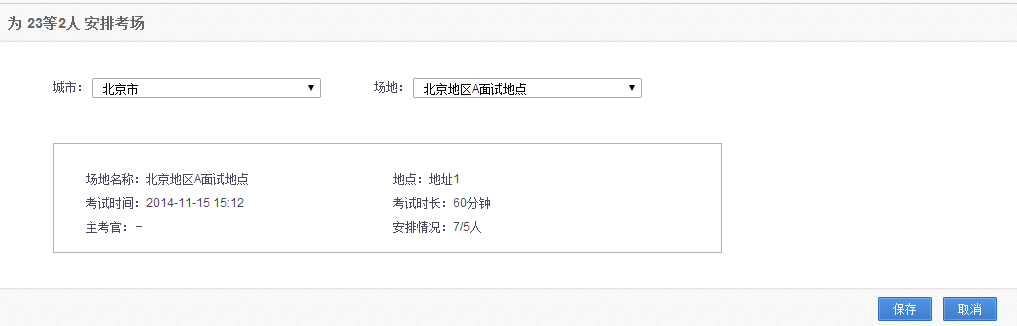 为 23等2人 安排考场
城市： 北京市 场地： 北京地区A面试地点
场地名称：北京地区A面试地点 地点：地址1
考试时间：2014-11-15 15:12 考试时长：60分钟
主考官：– 安排情况：7/5人
保存 取消